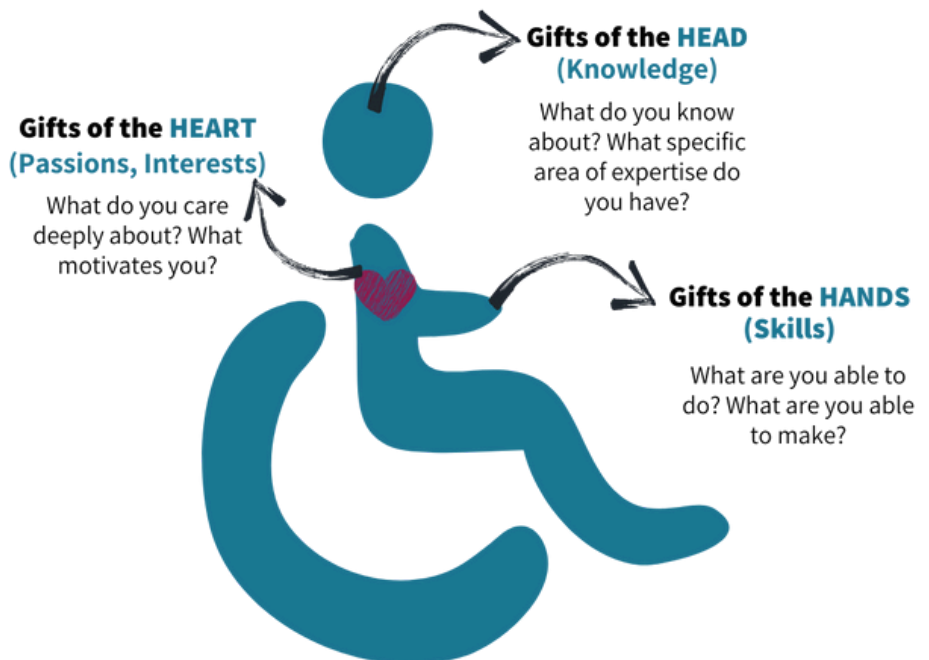 Gifts of the HEAD
(Knowledge)
What do you know
about? What specific
area of expertise do
you have?
Gifts of the HEART
(Passions, Interests)
What do you care
deeply about? What
motivates you?
Gifts of the HANDS
(Skills)
What are you able to
do? What are you able
to make?